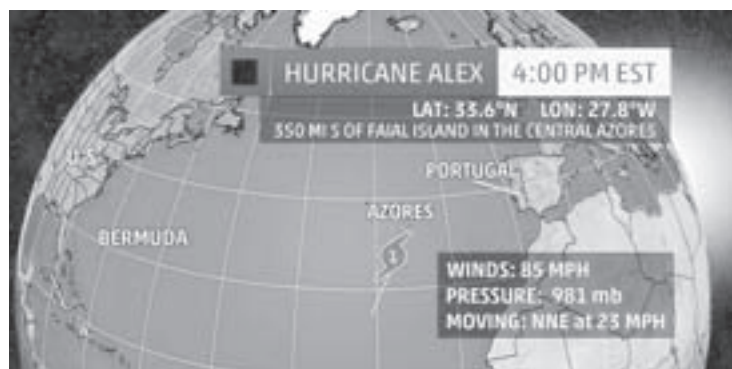 HURRICANE ALEX 4:00 PM EST
LAT: 33.6°N LON: 27.8°W
350 MI S OF FAIAL ISLAND IN THE CENTRAL AZORES
U.S.
PORTUGAL
AZORES
BERMUDA
1
WINDS: 85 MPH
PRESSURE: 981 mb
MOVING: NNE at 23 MPH